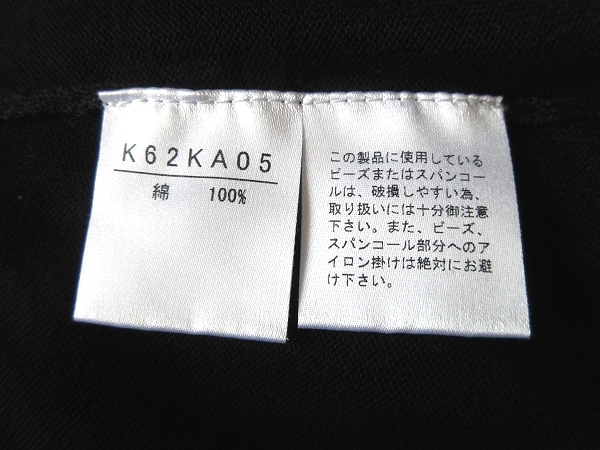 K62KA05
綿 100%
この製品に使用している
ビーズまたはスパンコー
ルは、破損しやすい為、
取り扱いには十分御注意
下さい。また、ビーズ、
スパンコール部分へのア
イロン掛けは絶対にお避
け下さい。